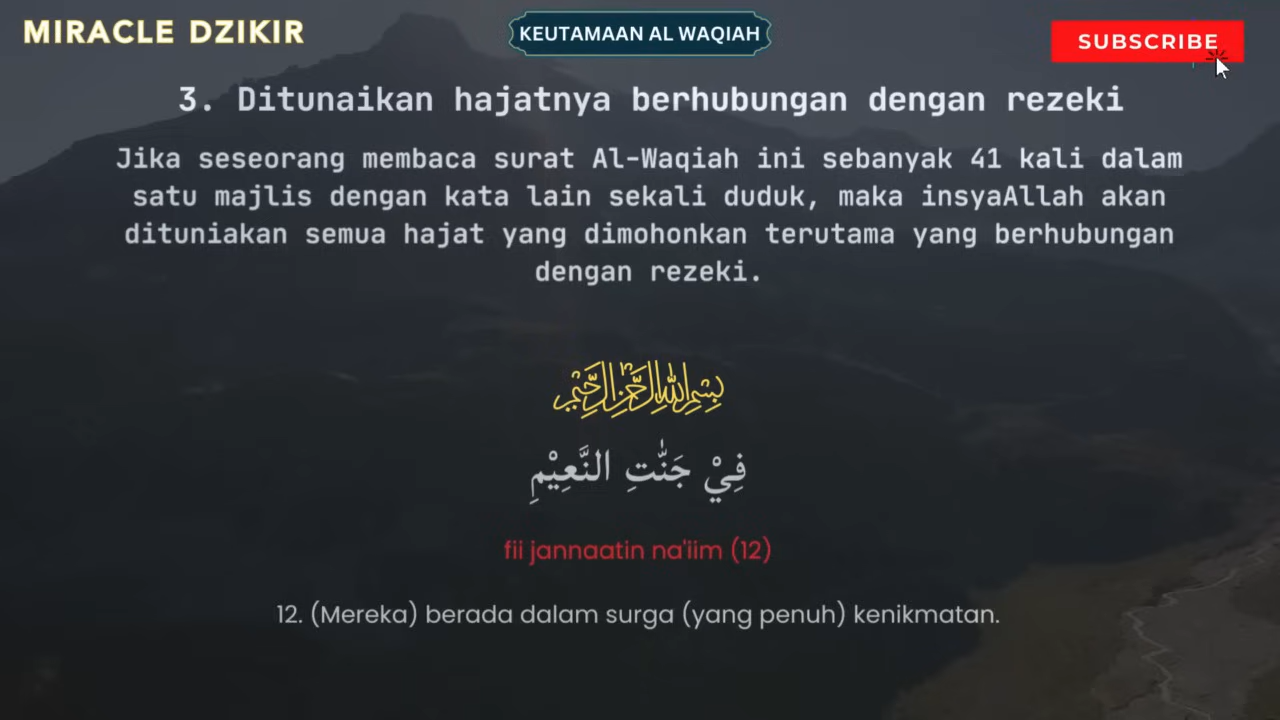 MIRACLE DZIKIR
KEUTAMAAN AL WAQIAH
SUBSCRIBE
3. Ditunaikan hajatnya berhubungan dengan rezeki
Jika seseorang membaca surat Al-Waqiah ini sebanyak 41 kali dalam
satu majlis dengan kata lain sekali duduk, maka insyaAllah akan
dituniakan semua hajat yang dimohonkan terutama yang berhubungan
dengan rezeki.
بِسْمِ اللهِ الرَّحْمٰنِ الرَّحِيْمِ
فِيْ جَنّٰتِ النَّعِيْمِ
fii jannaatin na'iim (12)
12. (Mereka) berada dalam surga (yang penuh) kenikmatan.